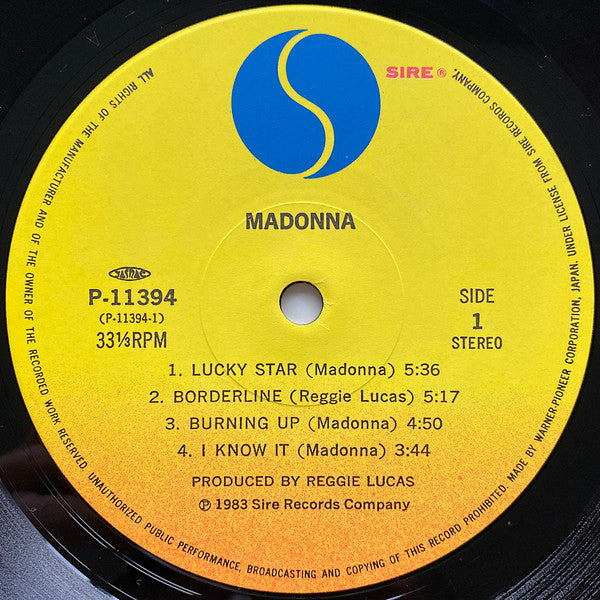 SIRE ®
MADONNA
JASRAC
P-11394
(P-11394-1)
33⅓RPM
SIDE
1
STEREO
1. LUCKY STAR (Madonna) 5:36
2. BORDERLINE (Reggie Lucas) 5:17
3. BURNING UP (Madonna) 4:50
4. I KNOW IT (Madonna) 3:44
PRODUCED BY REGGIE LUCAS
℗ 1983 Sire Records Company
ALL RIGHTS OF THE MANUFACTURER AND OF THE OWNER OF THE RECORDED WORK RESERVED. UNAUTHORIZED PUBLIC PERFORMANCE, BROADCASTING AND COPYING OF THIS RECORD PROHIBITED. MADE BY WARNER-PIONEER CORPORATION, JAPAN. UNDER LICENSE FROM SIRE RECORDS COMPANY.